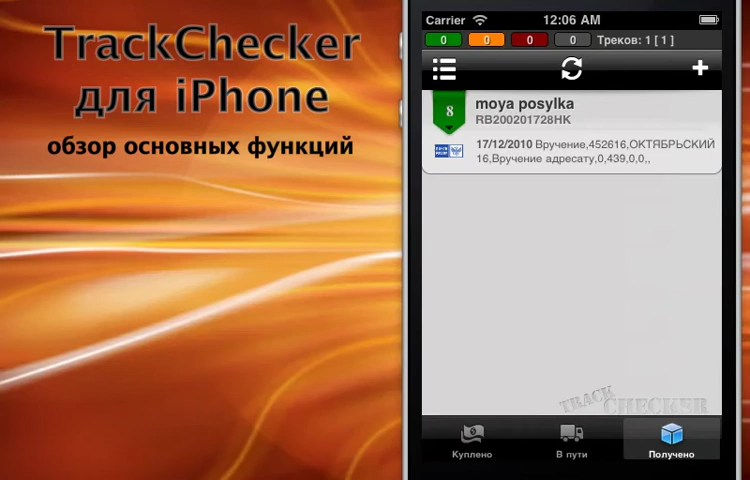 TrackChecker
для iPhone
обзор основных функций
Carrier 12:06 AM
0 0 0 0 Треков: 1 [ 1 ]
8 moya posylka
RB200201728HK
17/12/2010 Вручение,452616,ОКТЯБРЬСКИЙ
16,Вручение адресату,0,439,0,0,,
TRACK
CHECKER
Куплено В пути Получено